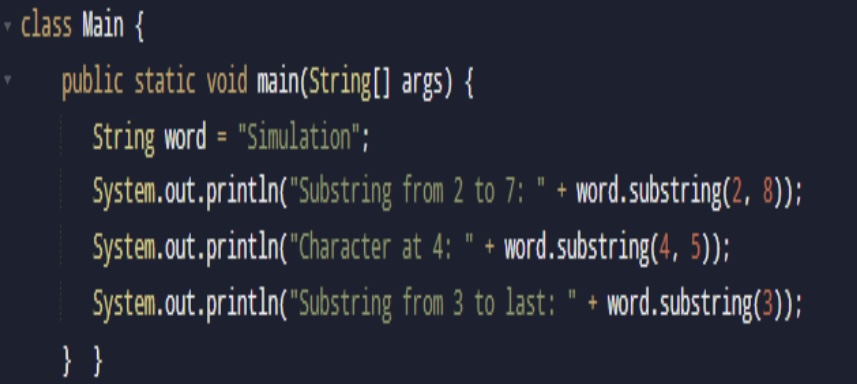 class Main {
public static void main(String[] args) {
String word = "Simulation";
System.out.println("Substring from 2 to 7: " + word.substring(2, 8));
System.out.println("Character at 4: " + word.substring(4, 5));
System.out.println("Substring from 3 to last: " + word.substring(3));
} }